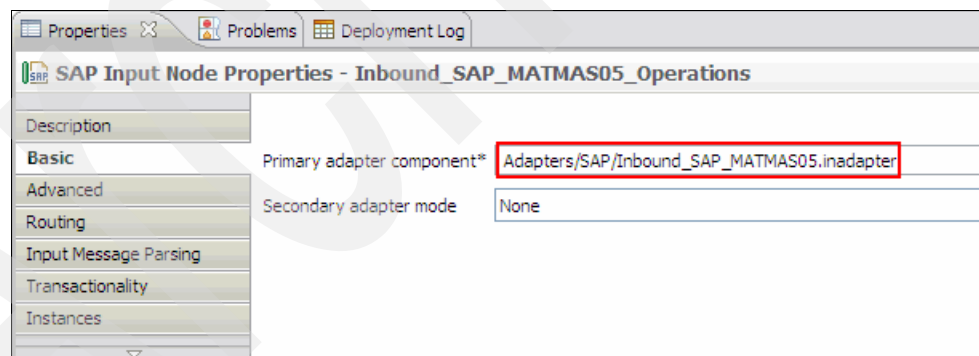 Properties Problems Deployment Log
SAP Input Node Properties - Inbound_SAP_MATMAS05_Operations
Description
Basic
Primary adapter component* Adapters/SAP/Inbound_SAP_MATMAS05.inadapter
Advanced
Secondary adapter mode None
Routing
Input Message Parsing
Transactionality
Instances